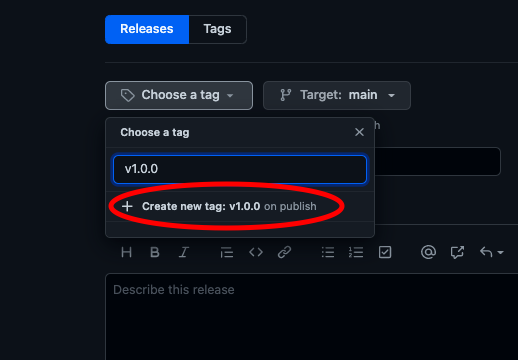 Releases Tags
Choose a tag Target: main
Choose a tag
v1.0.0
Create new tag: v1.0.0 on publish
H B I
Describe this release